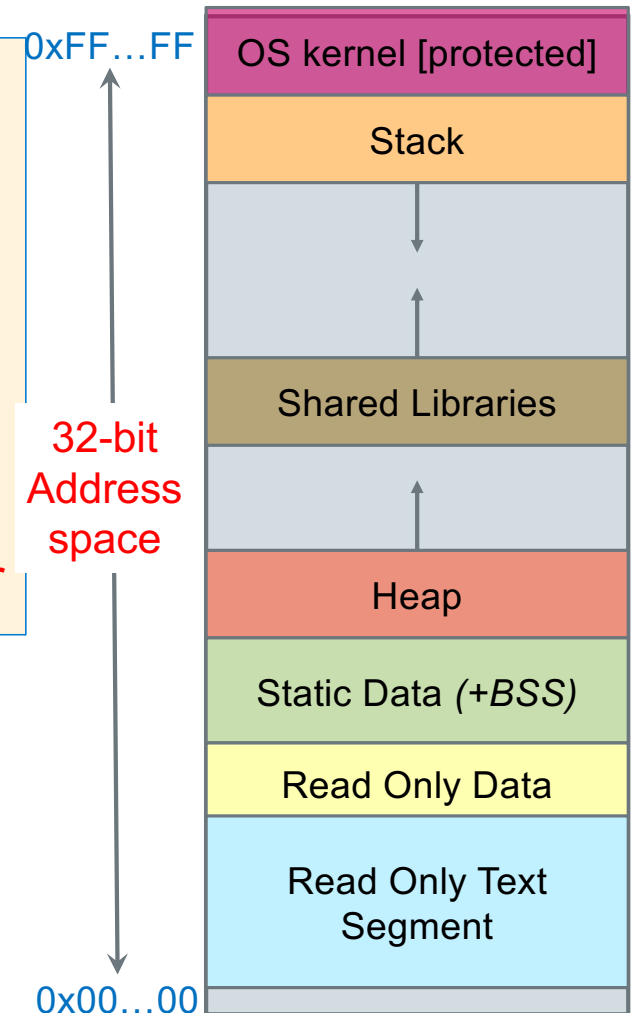 0xFF…FF
OS kernel [protected]
Stack
Shared Libraries
32-bit
Address
space
Heap
Static Data (+BSS)
Read Only Data
Read Only Text
Segment
0x00…00